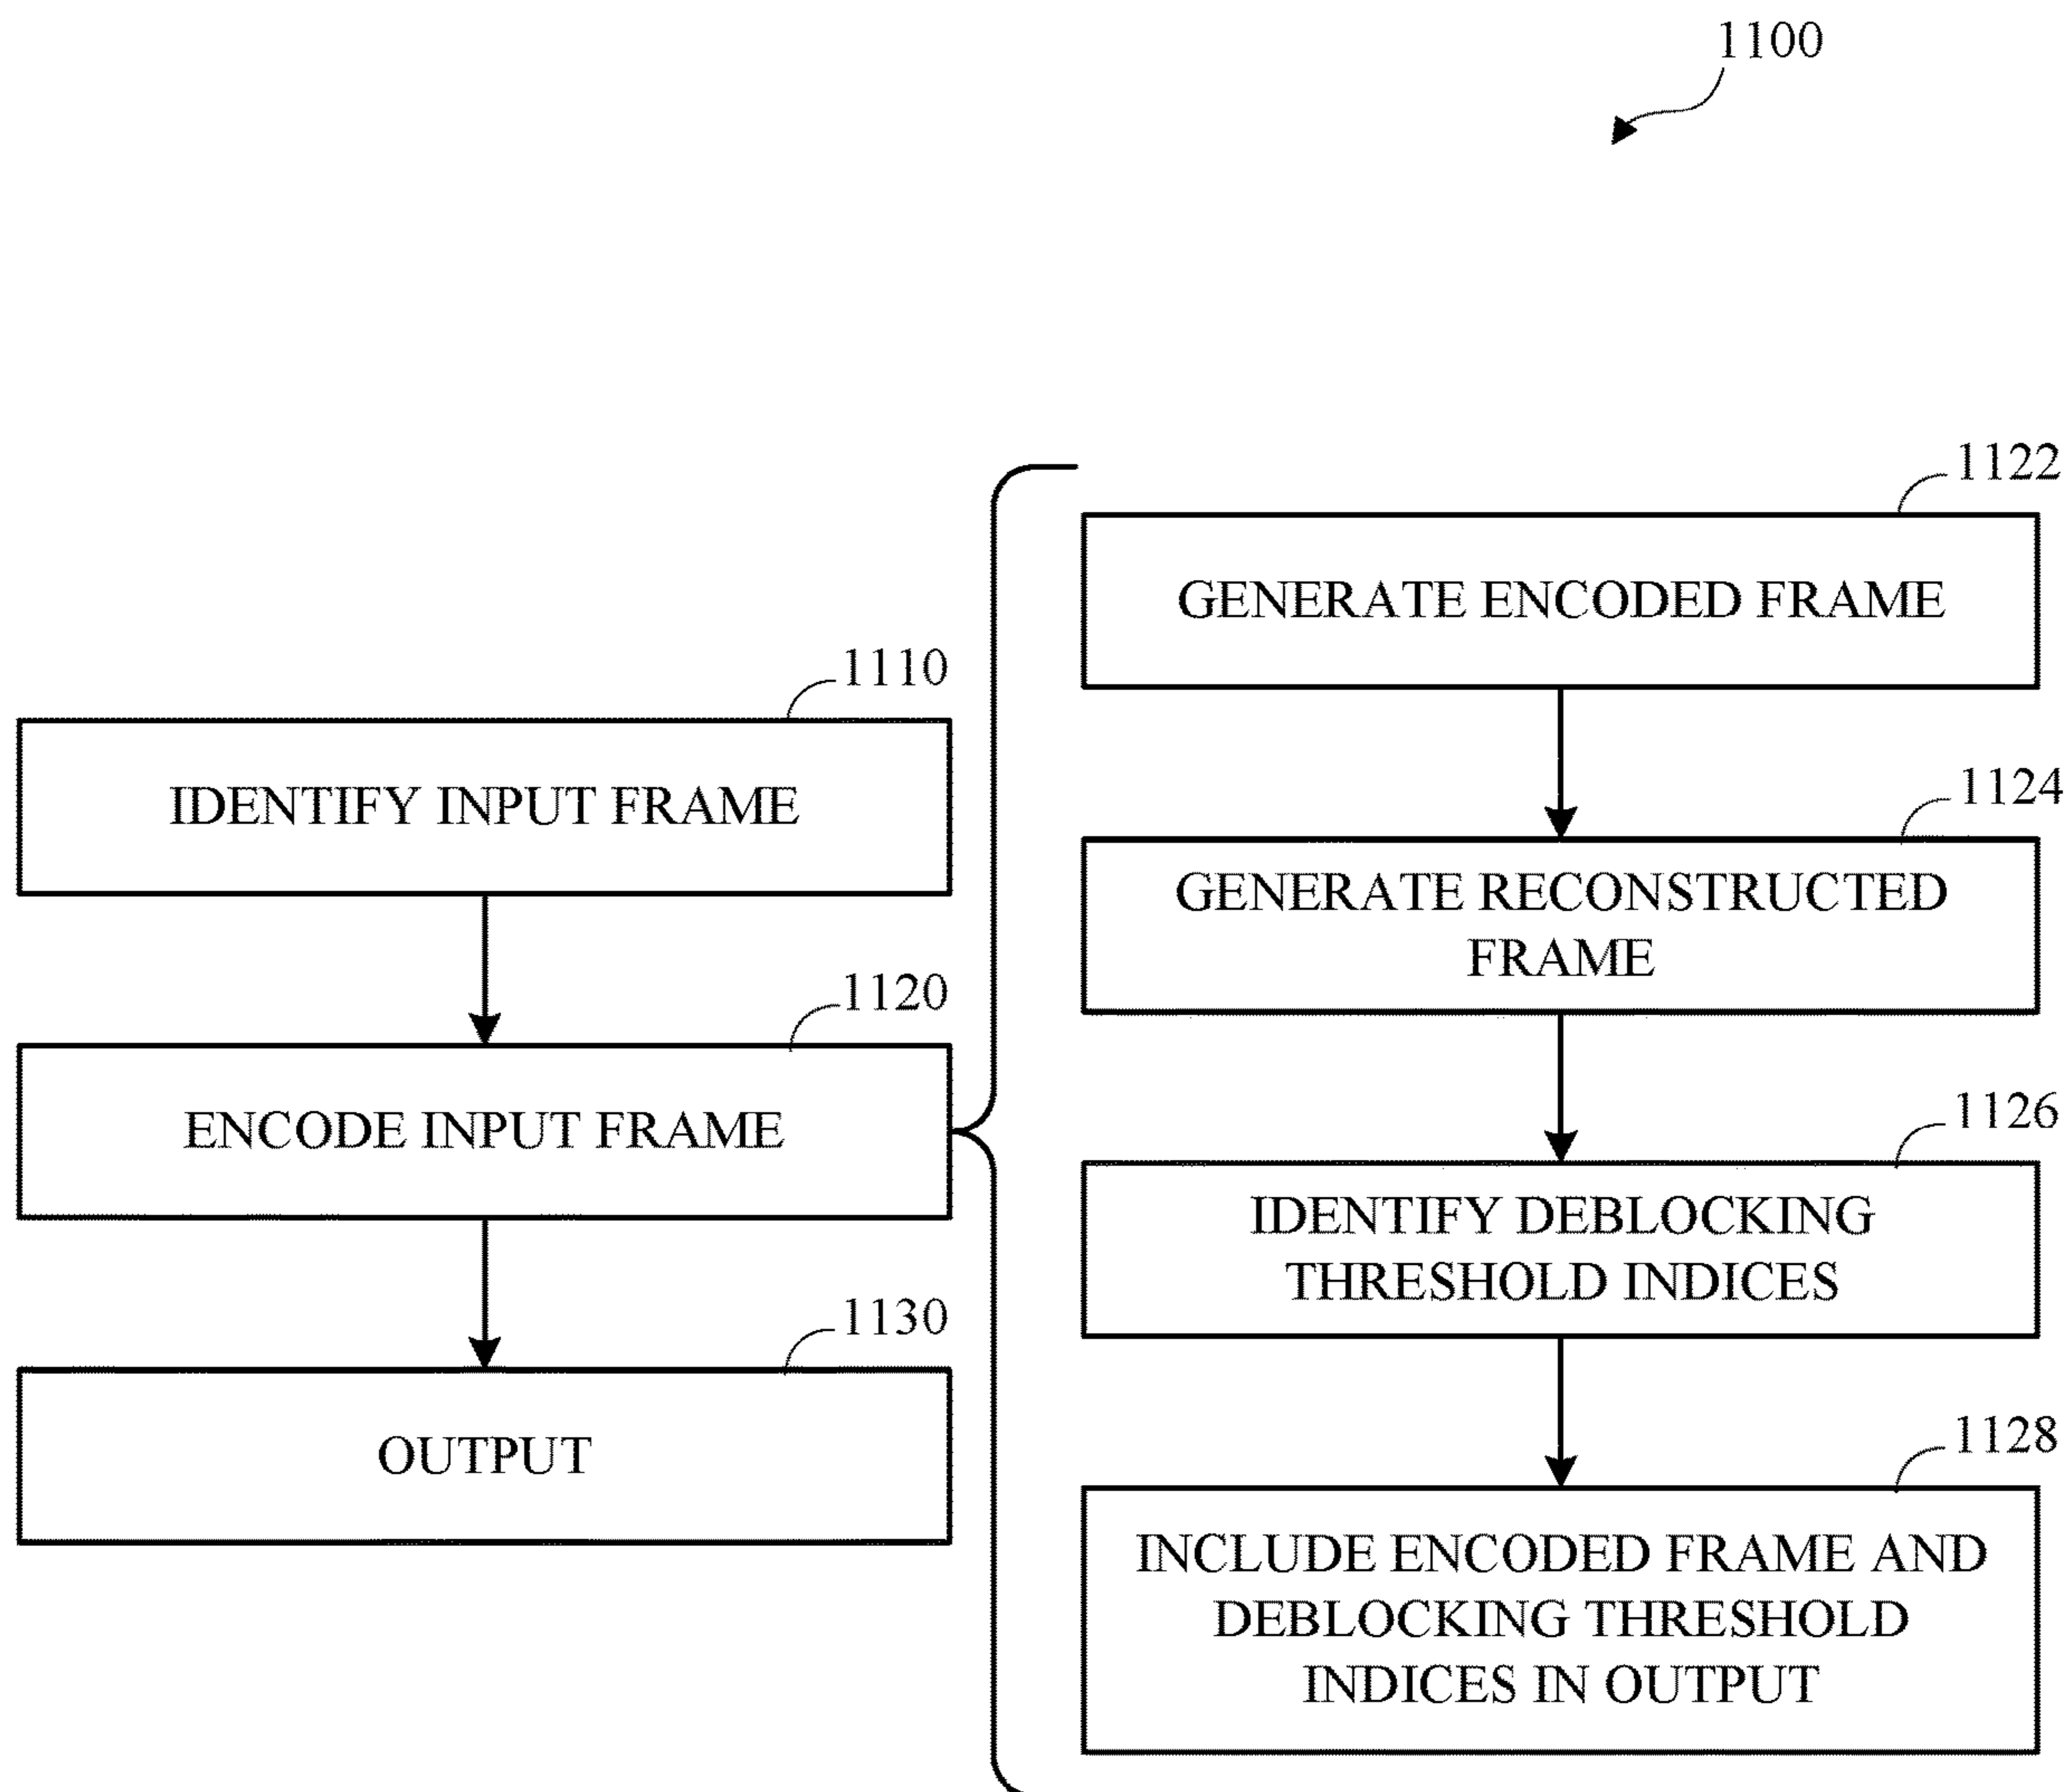 1100
1110
IDENTIFY INPUT FRAME
1120
ENCODE INPUT FRAME
1130
OUTPUT
1122
GENERATE ENCODED FRAME
1124
GENERATE RECONSTRUCTED
FRAME
1126
IDENTIFY DEBLOCKING
THRESHOLD INDICES
1128
INCLUDE ENCODED FRAME AND
DEBLOCKING THRESHOLD
INDICES IN OUTPUT